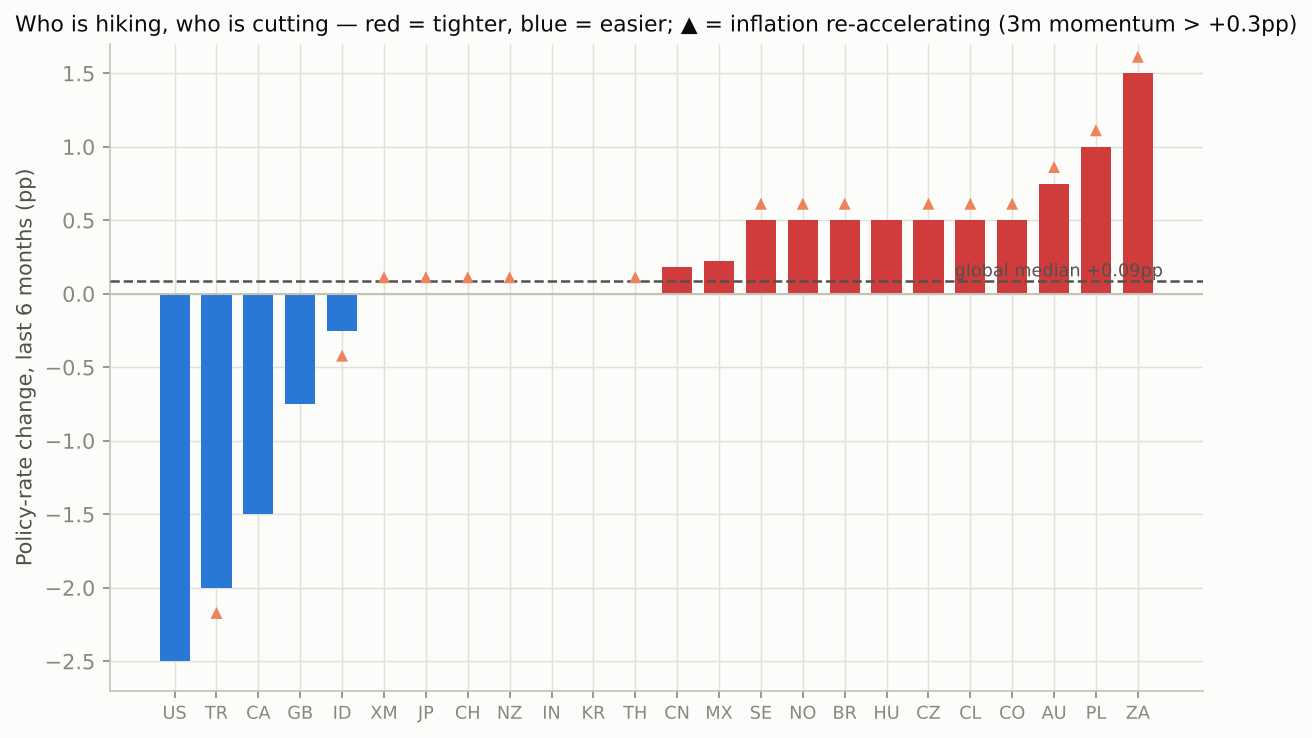 Who is hiking, who is cutting — red = tighter, blue = easier; ▲ = inflation re-accelerating (3m momentum > +0.3pp)
Policy-rate change, last 6 months (pp)
1.5
1.0
0.5
0.0
−0.5
−1.0
−1.5
−2.0
−2.5
global median +0.09pp
US TR CA GB ID XM JP CH NZ IN KR TH CN MX SE NO BR HU CZ CL CO AU PL ZA